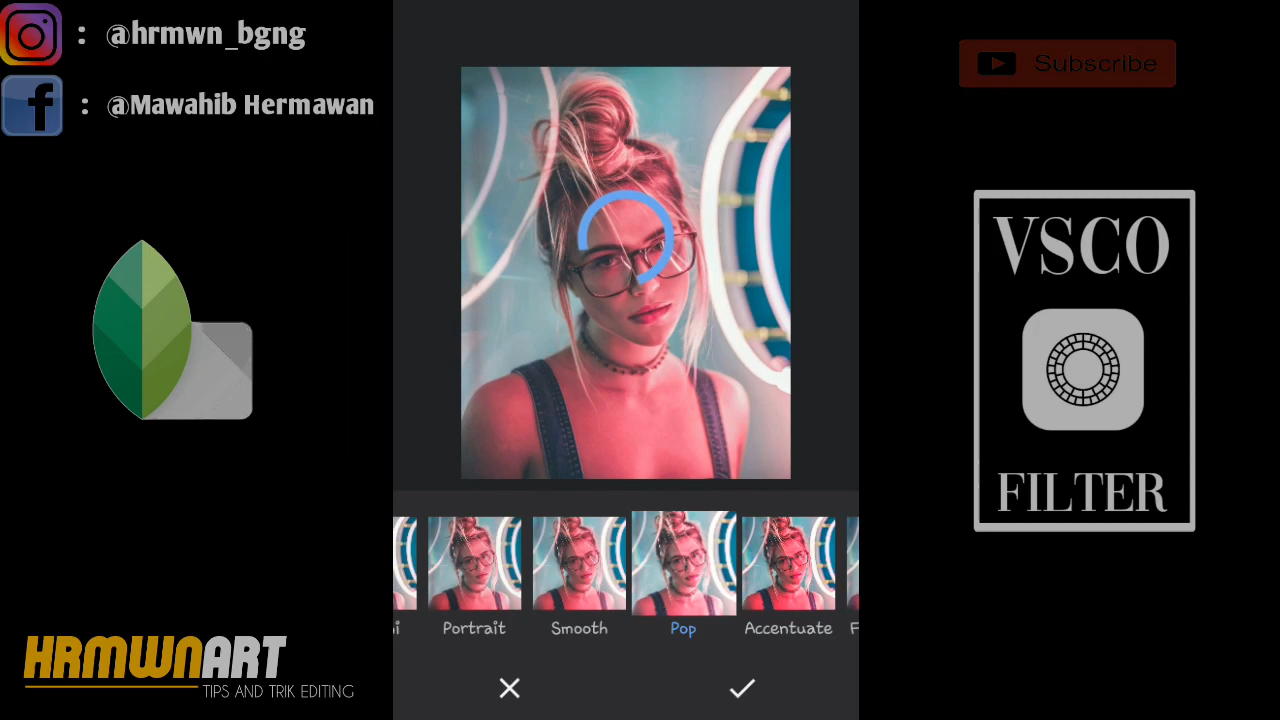 : @hrmwn_bgng
f : @Mawahib Hermawan
Subscribe
VSCO
FILTER
Portrait
Smooth
Pop
Accentuate
HRMWNART
TIPS AND TRIK EDITING